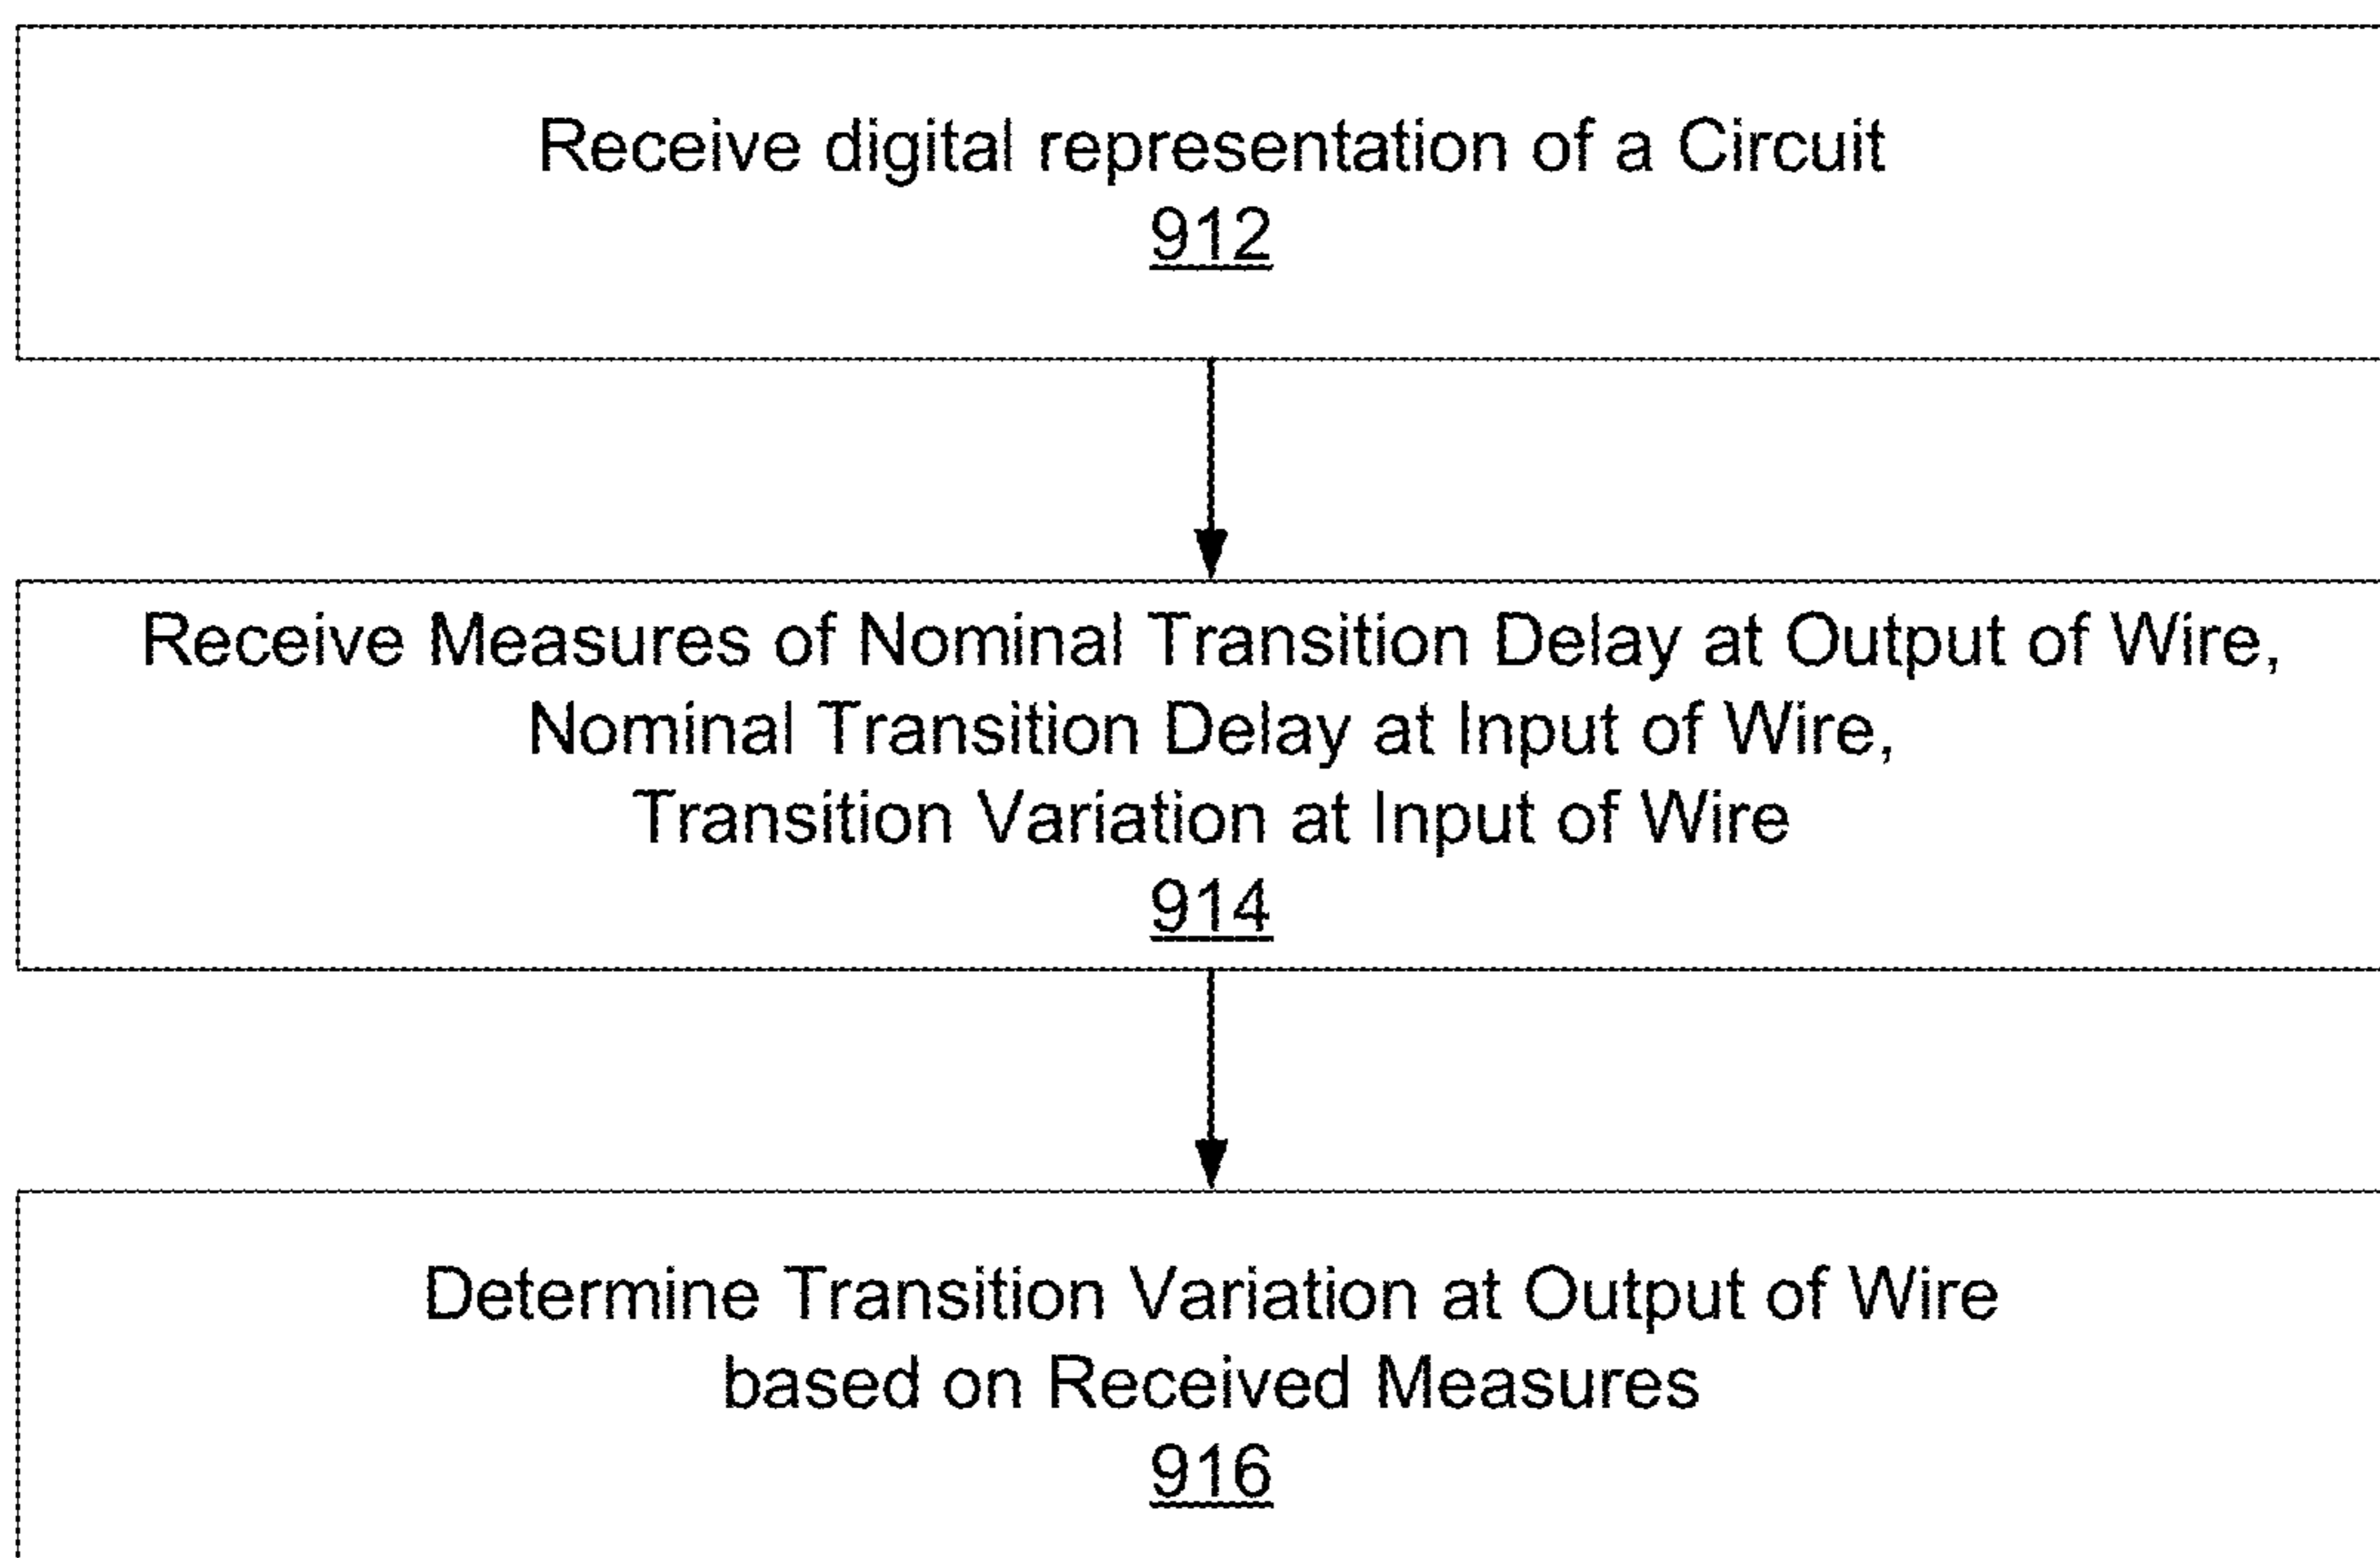 Receive digital representation of a Circuit
912
Receive Measures of Nominal Transition Delay at Output of Wire,
Nominal Transition Delay at Input of Wire,
Transition Variation at Input of Wire
914
Determine Transition Variation at Output of Wire
based on Received Measures
916